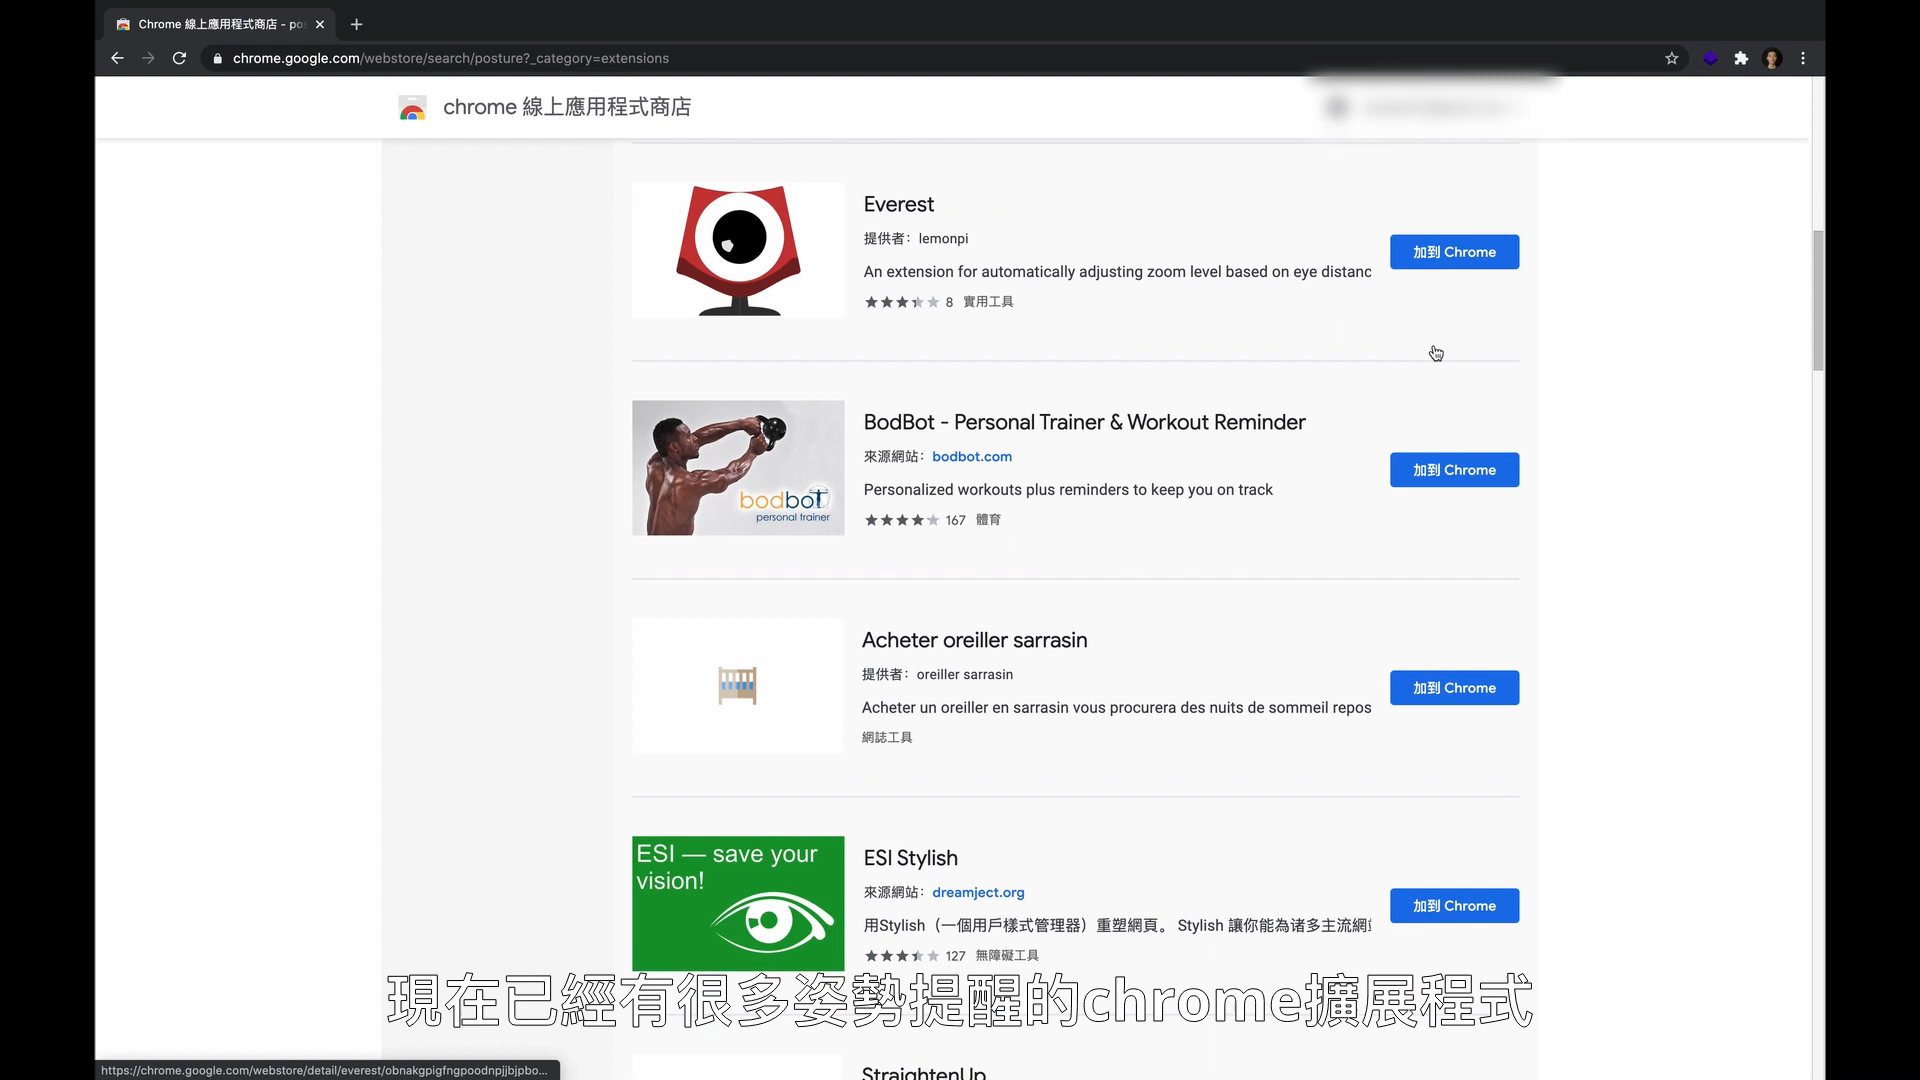 Chrome 線上應用程式商店 - po
chrome.google.com/webstore/search/posture?_category=extensions
chrome 線上應用程式商店
Everest
提供者: lemonpi
An extension for automatically adjusting zoom level based on eye distanc
8 實用工具
加到 Chrome
BodBot - Personal Trainer & Workout Reminder
來源網站: bodbot.com
Personalized workouts plus reminders to keep you on track
167 體育
加到 Chrome
bodbot
personal trainer
Acheter oreiller sarrasin
提供者: oreiller sarrasin
Acheter un oreiller en sarrasin vous procurera des nuits de sommeil repos
網誌工具
加到 Chrome
ESI — save your
vision!
ESI Stylish
來源網站: dreamject.org
用Stylish（一個用戶樣式管理器）重塑網頁。 Stylish 讓你能為诸多主流網
127 無障礙工具
加到 Chrome
現在已經有很多姿勢提醒的chrome擴展程式
StraightenUp
https://chrome.google.com/webstore/detail/everest/obnakgpigfngpoodnpjjbjpbo...